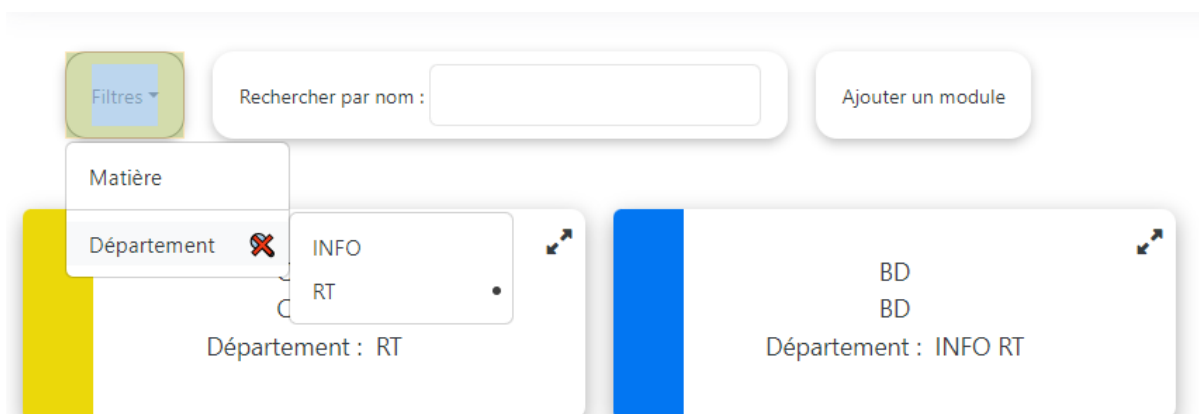 Filtres
Rechercher par nom :
Ajouter un module
Matière
Département
INFO
RT
C
C
Département : RT
BD
BD
Département : INFO RT